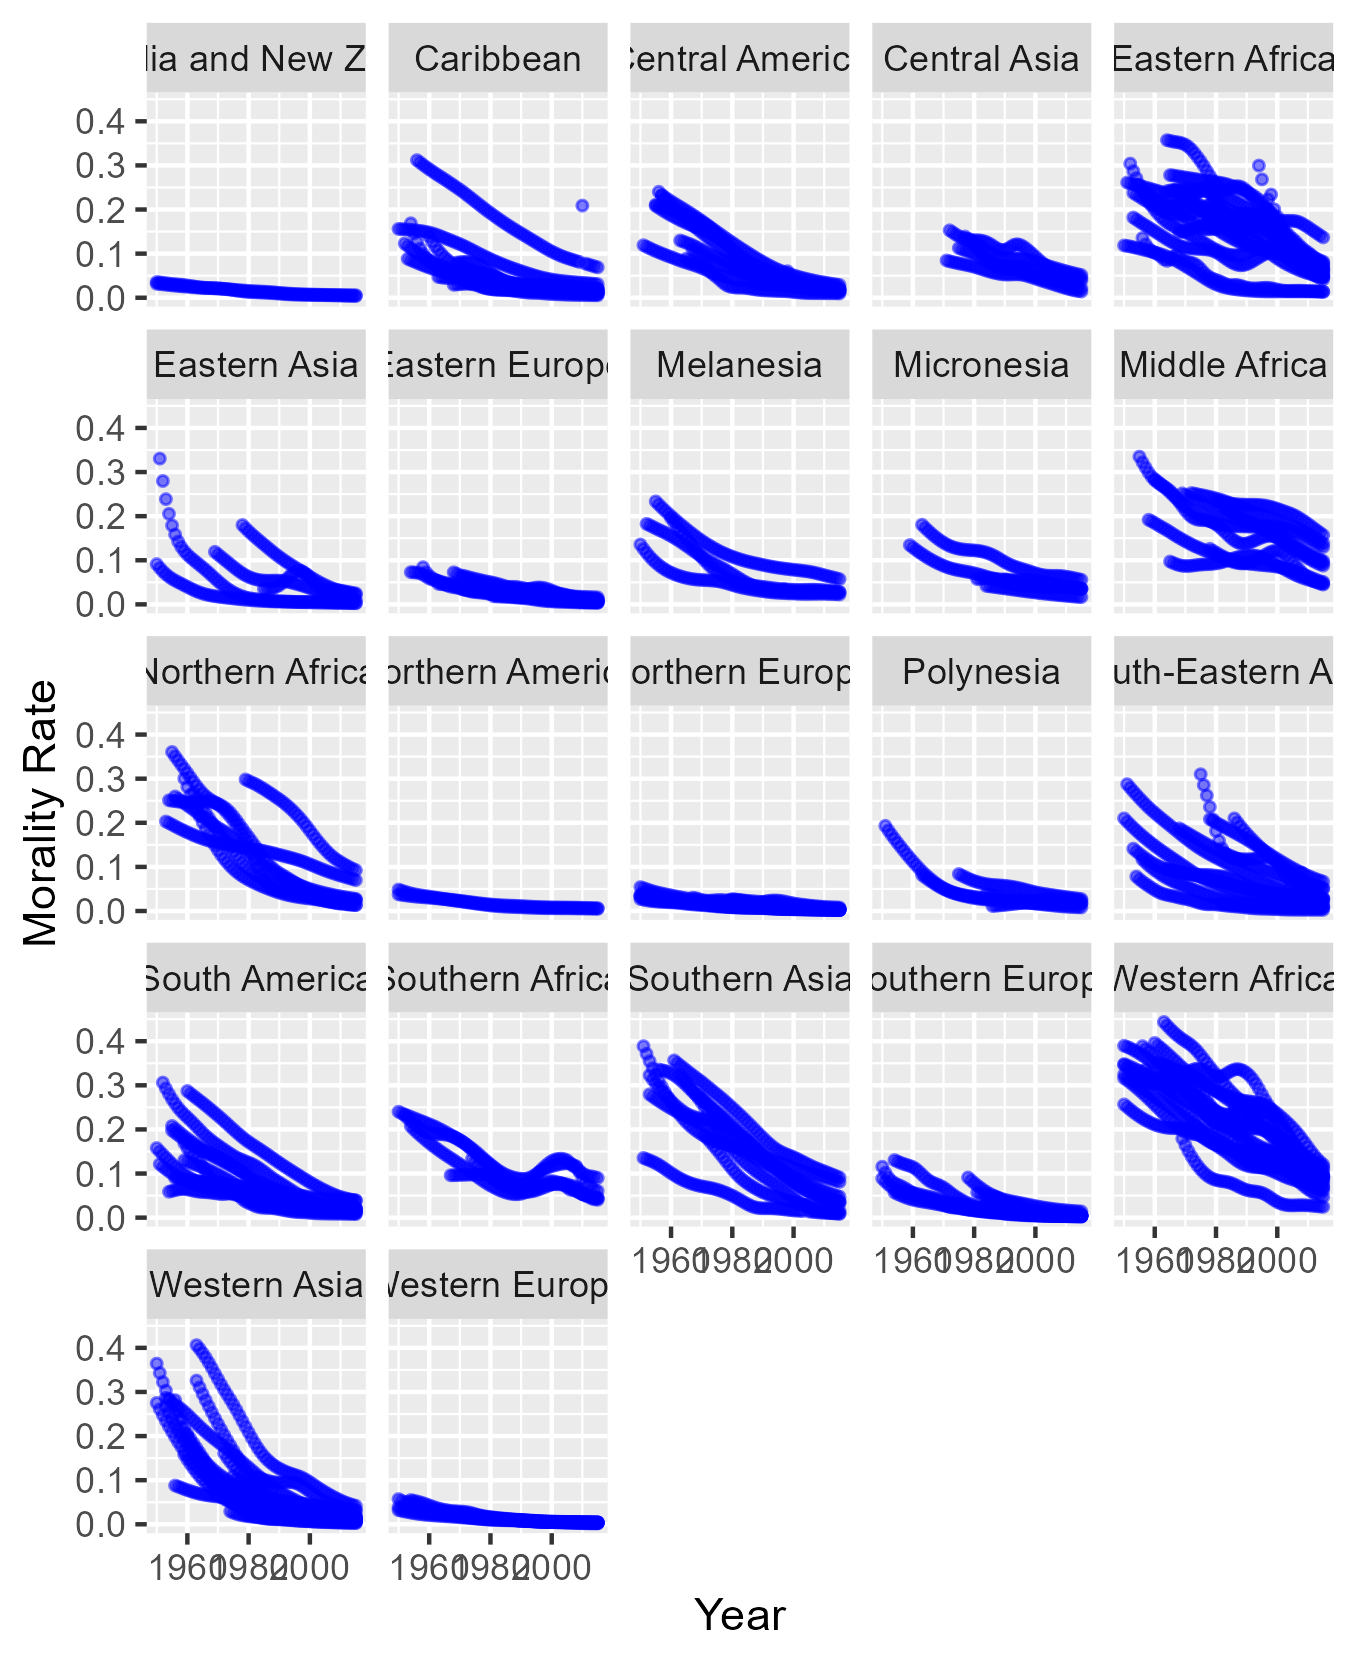 lia and New Z
Caribbean
Central Americ
Central Asia
Eastern Africa
0.4
0.3
0.2
0.1
0.0
Eastern Asia
Eastern Europe
Melanesia
Micronesia
Middle Africa
0.4
0.3
0.2
0.1
0.0
Northern Africa
orthern Americ
orthern Europ
Polynesia
uth-Eastern A
0.4
0.3
0.2
0.1
0.0
South America
Southern Africa
Southern Asia
outhern Europ
Western Africa
0.4
0.3
0.2
0.1
0.0
1960 1980 2000
1960 1980 2000
1960 1980 2000
Western Asia
Western Europ
0.4
0.3
0.2
0.1
0.0
1960 1980 2000
1960 1980 2000
Morality Rate
Year